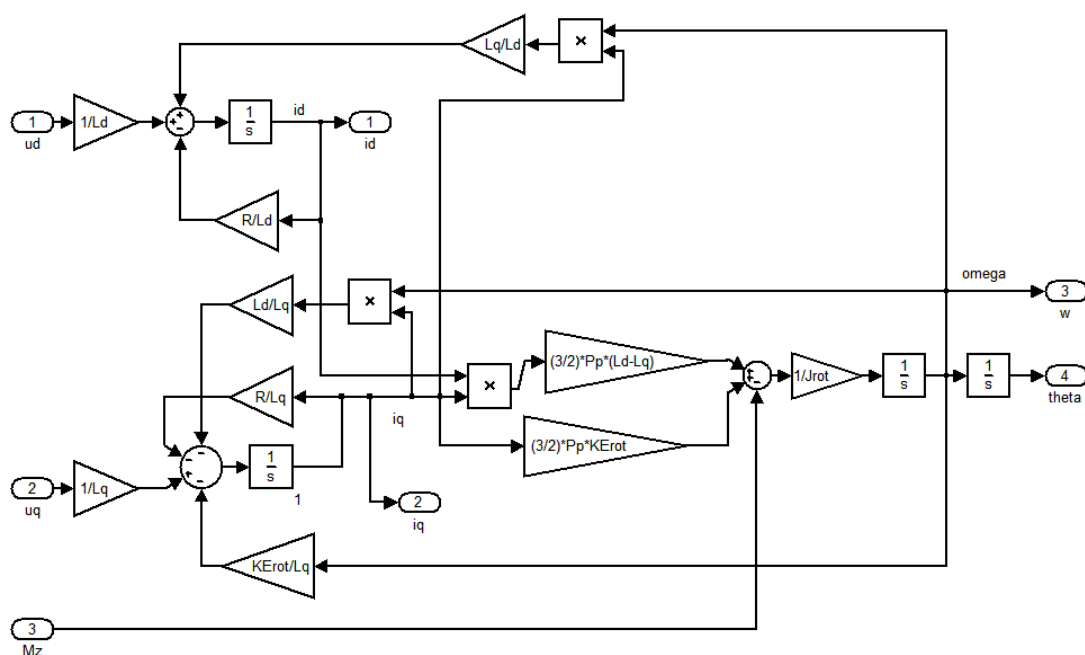 Lq/Ld
×
1
ud
1/Ld
+
+
−
1
s
id
1
id
R/Ld
omega
3
w
Ld/Lq
×
(3/2)*Pp*(Ld-Lq)
×
+
+
−
1/Jrot
1
s
1
s
4
theta
R/Lq
iq
(3/2)*Pp*KErot
−
−
+
−
1
s
1
2
uq
1/Lq
2
iq
KErot/Lq
3
Mz